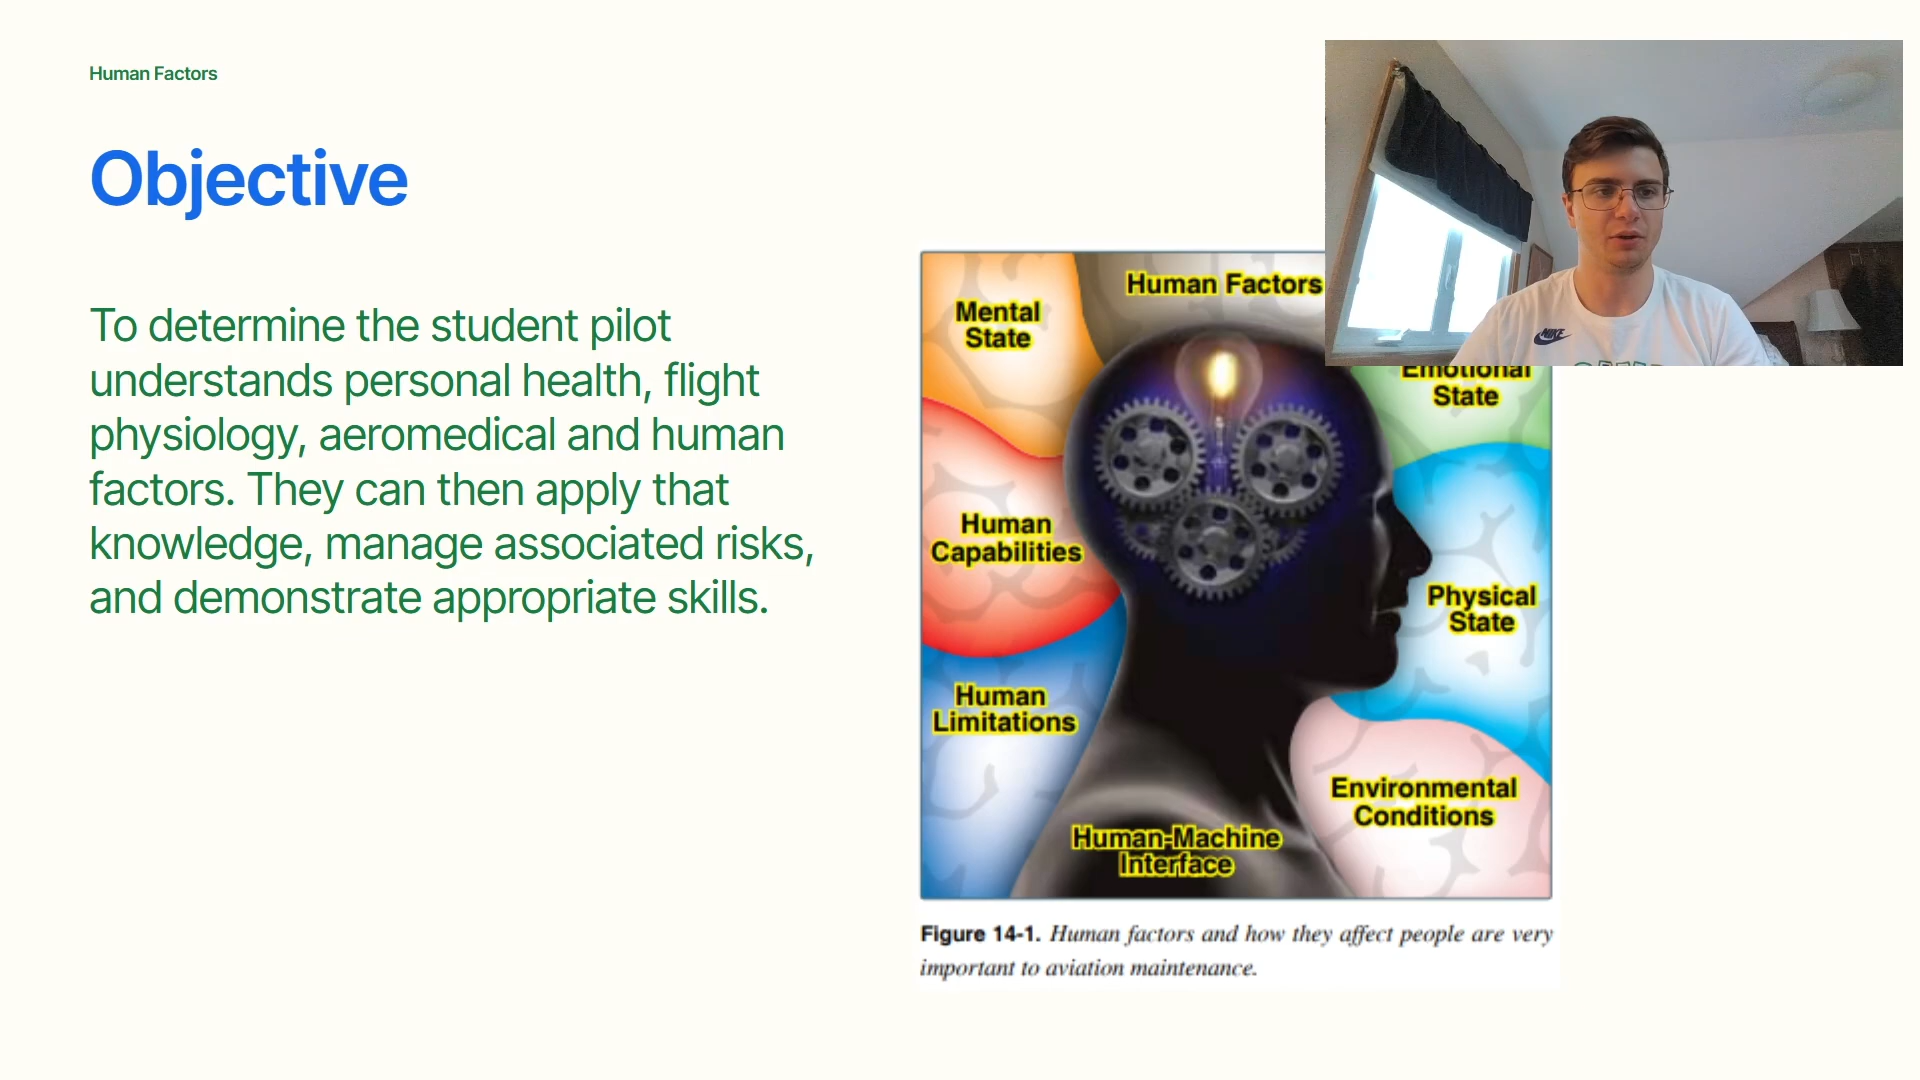 Human Factors
Objective
To determine the student pilot
understands personal health, flight
physiology, aeromedical and human
factors. They can then apply that
knowledge, manage associated risks,
and demonstrate appropriate skills.
Human Factors
Mental
State
Emotional
State
Human
Capabilities
Physical
State
Human
Limitations
Environmental
Conditions
Human-Machine
Interface
Figure 14-1. Human factors and how they affect people are very
important to aviation maintenance.
NIKE